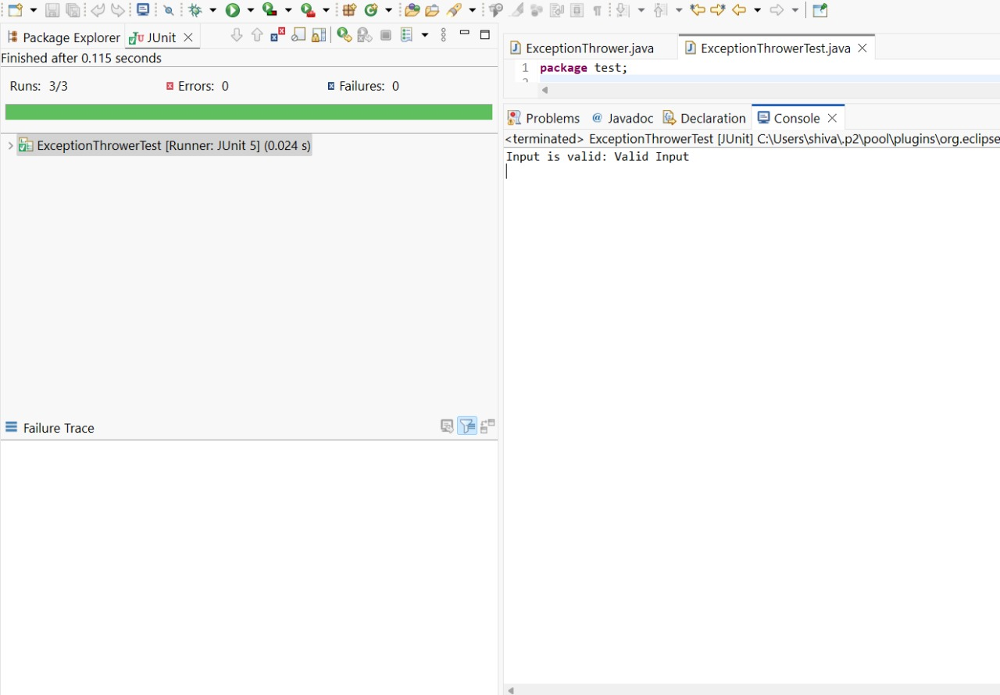 Package Explorer
JUnit
Finished after 0.115 seconds
Runs: 3/3
Errors: 0
Failures: 0
ExceptionThrowerTest [Runner: JUnit 5] (0.024 s)
Failure Trace
ExceptionThrower.java
ExceptionThrowerTest.java
1 package test;
Problems
@ Javadoc
Declaration
Console
<terminated> ExceptionThrowerTest [JUnit] C:\Users\shiva\.p2\pool\plugins\org.eclipse
Input is valid: Valid Input